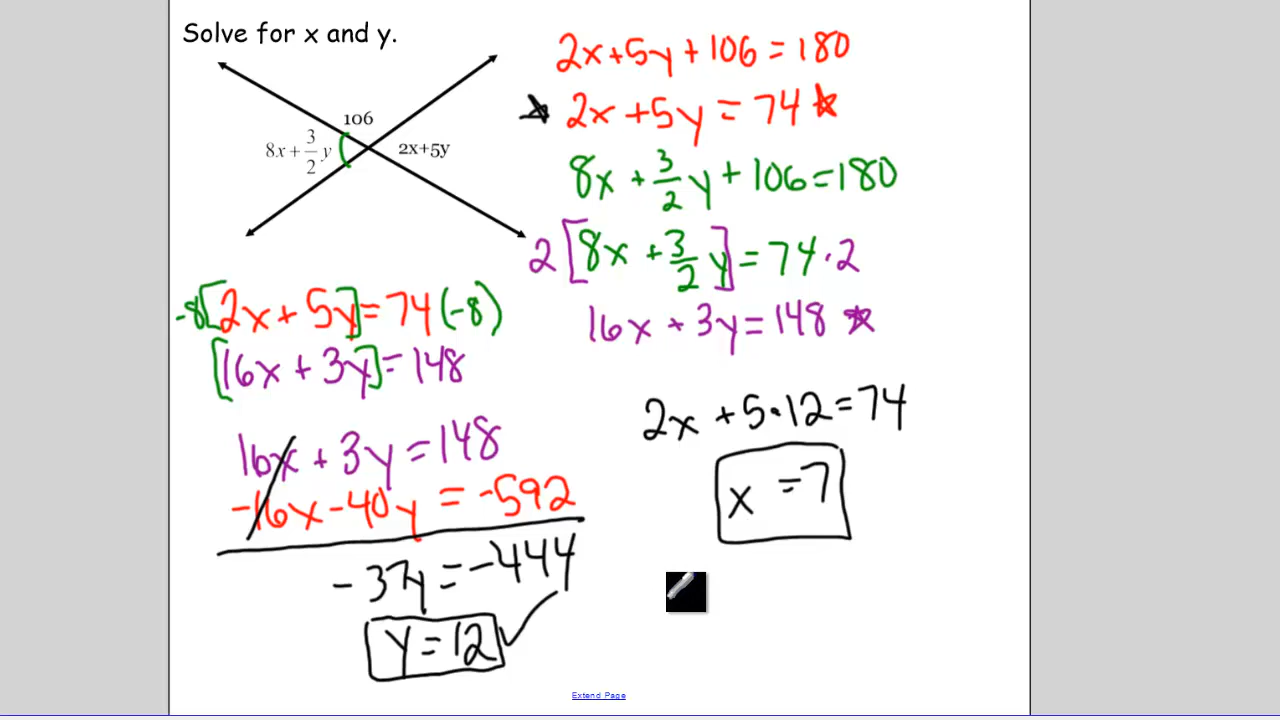 Solve for x and y.
106
8x + 3/2 y
2x+5y
2x+5y+106=180
2x+5y=74
8x+3/2y+106=180
2[8x+3/2y]=74·2
16x+3y=148
-8[2x+5y]=74(-8)
[16x+3y]=148
16x+3y=148
-16x-40y=-592
-37y=-444
y=12
2x+5·12=74
x=7
Extend Page